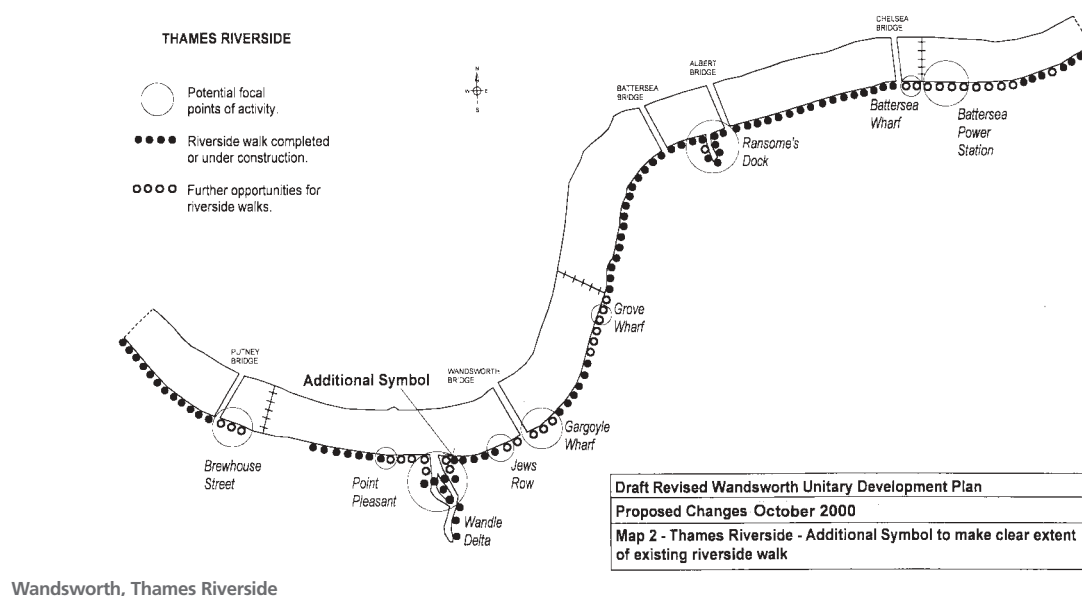 THAMES RIVERSIDE
Potential focal
points of activity.
Riverside walk completed
or under construction.
Further opportunities for
riverside walks.
N
W E
S
CHELSEA
BRIDGE
ALBERT
BRIDGE
BATTERSEA
BRIDGE
Battersea
Wharf
Battersea
Power
Station
Ransome's
Dock
Grove
Wharf
PUTNEY
BRIDGE
Additional Symbol
WANDSWORTH
BRIDGE
Gargoyle
Wharf
Jews
Row
Brewhouse
Street
Point
Pleasant
Wandle
Delta
Draft Revised Wandsworth Unitary Development Plan
Proposed Changes October 2000
Map 2 - Thames Riverside - Additional Symbol to make clear extent
of existing riverside walk
Wandsworth, Thames Riverside